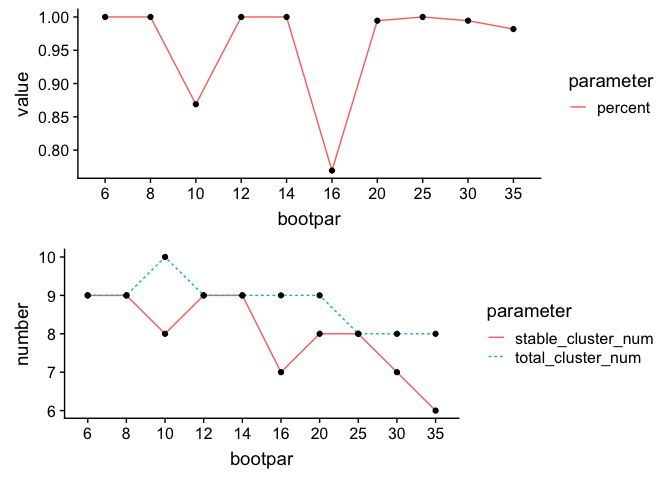 1.00
0.95
0.90
0.85
0.80
value
6 8 10 12 14 16 20 25 30 35
bootpar
parameter
percent
10
9
8
7
6
number
6 8 10 12 14 16 20 25 30 35
bootpar
parameter
stable_cluster_num
total_cluster_num